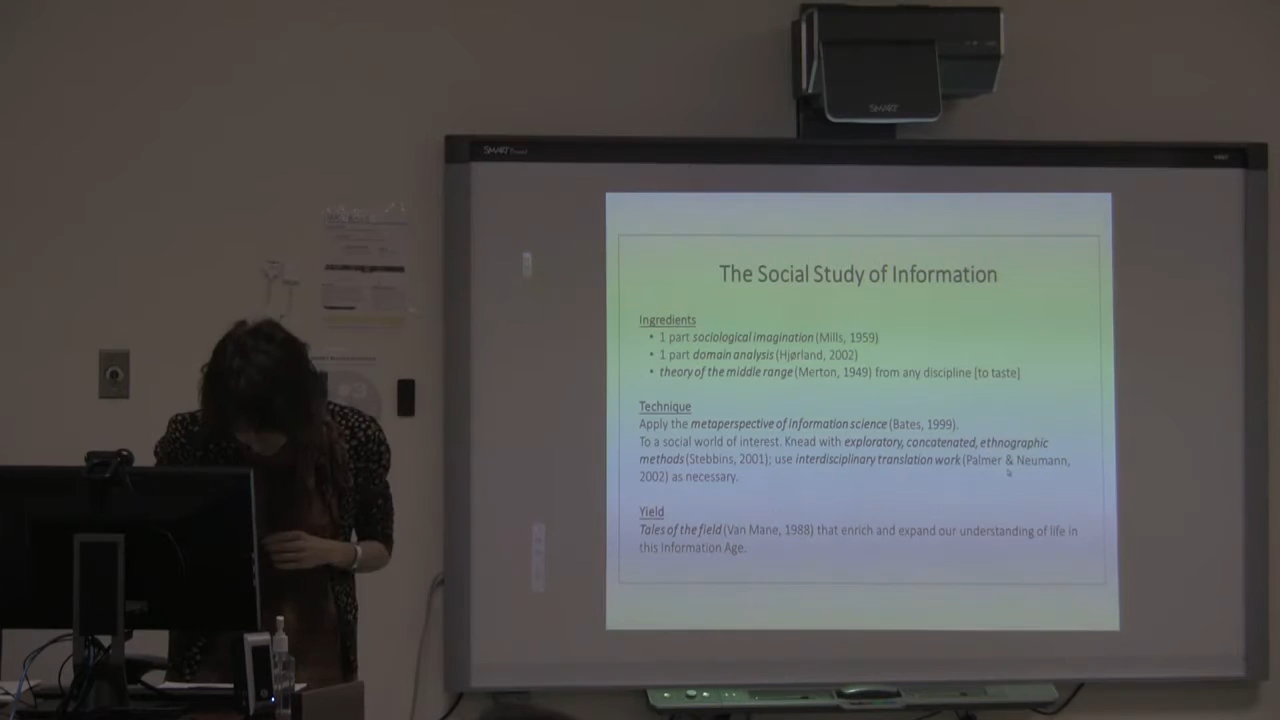 SMART
SMART Board
The Social Study of Information
Ingredients
• 1 part sociological imagination (Mills, 1959)
• 1 part domain analysis (Hjørland, 2002)
• theory of the middle range (Merton, 1949) from any discipline [to taste]
Technique
Apply the metaperspective of information science (Bates, 1999).
To a social world of interest. Knead with exploratory, concatenated, ethnographic
methods (Stebbins, 2001); use interdisciplinary translation work (Palmer & Neumann,
2002) as necessary.
Yield
Tales of the field (Van Mane, 1988) that enrich and expand our understanding of life in
this Information Age.